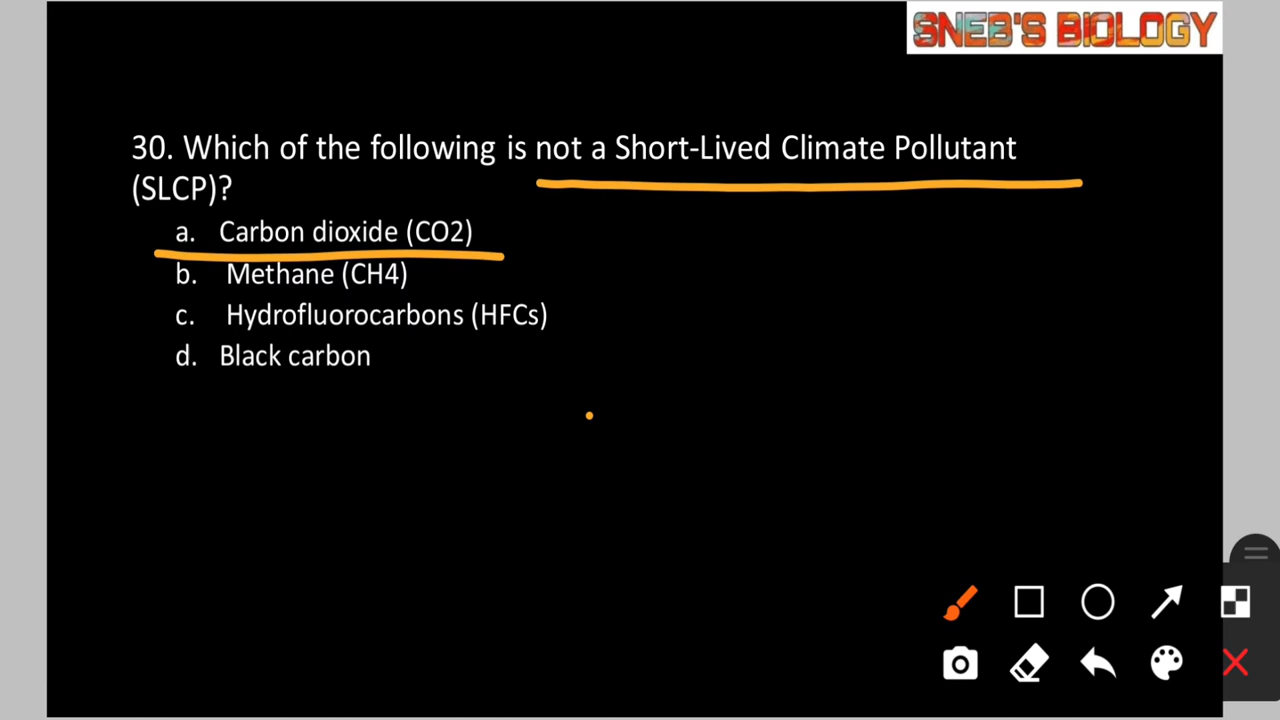 SNEB'S BIOLOGY
30. Which of the following is not a Short-Lived Climate Pollutant
(SLCP)?
a. Carbon dioxide (CO2)
b. Methane (CH4)
c. Hydrofluorocarbons (HFCs)
d. Black carbon